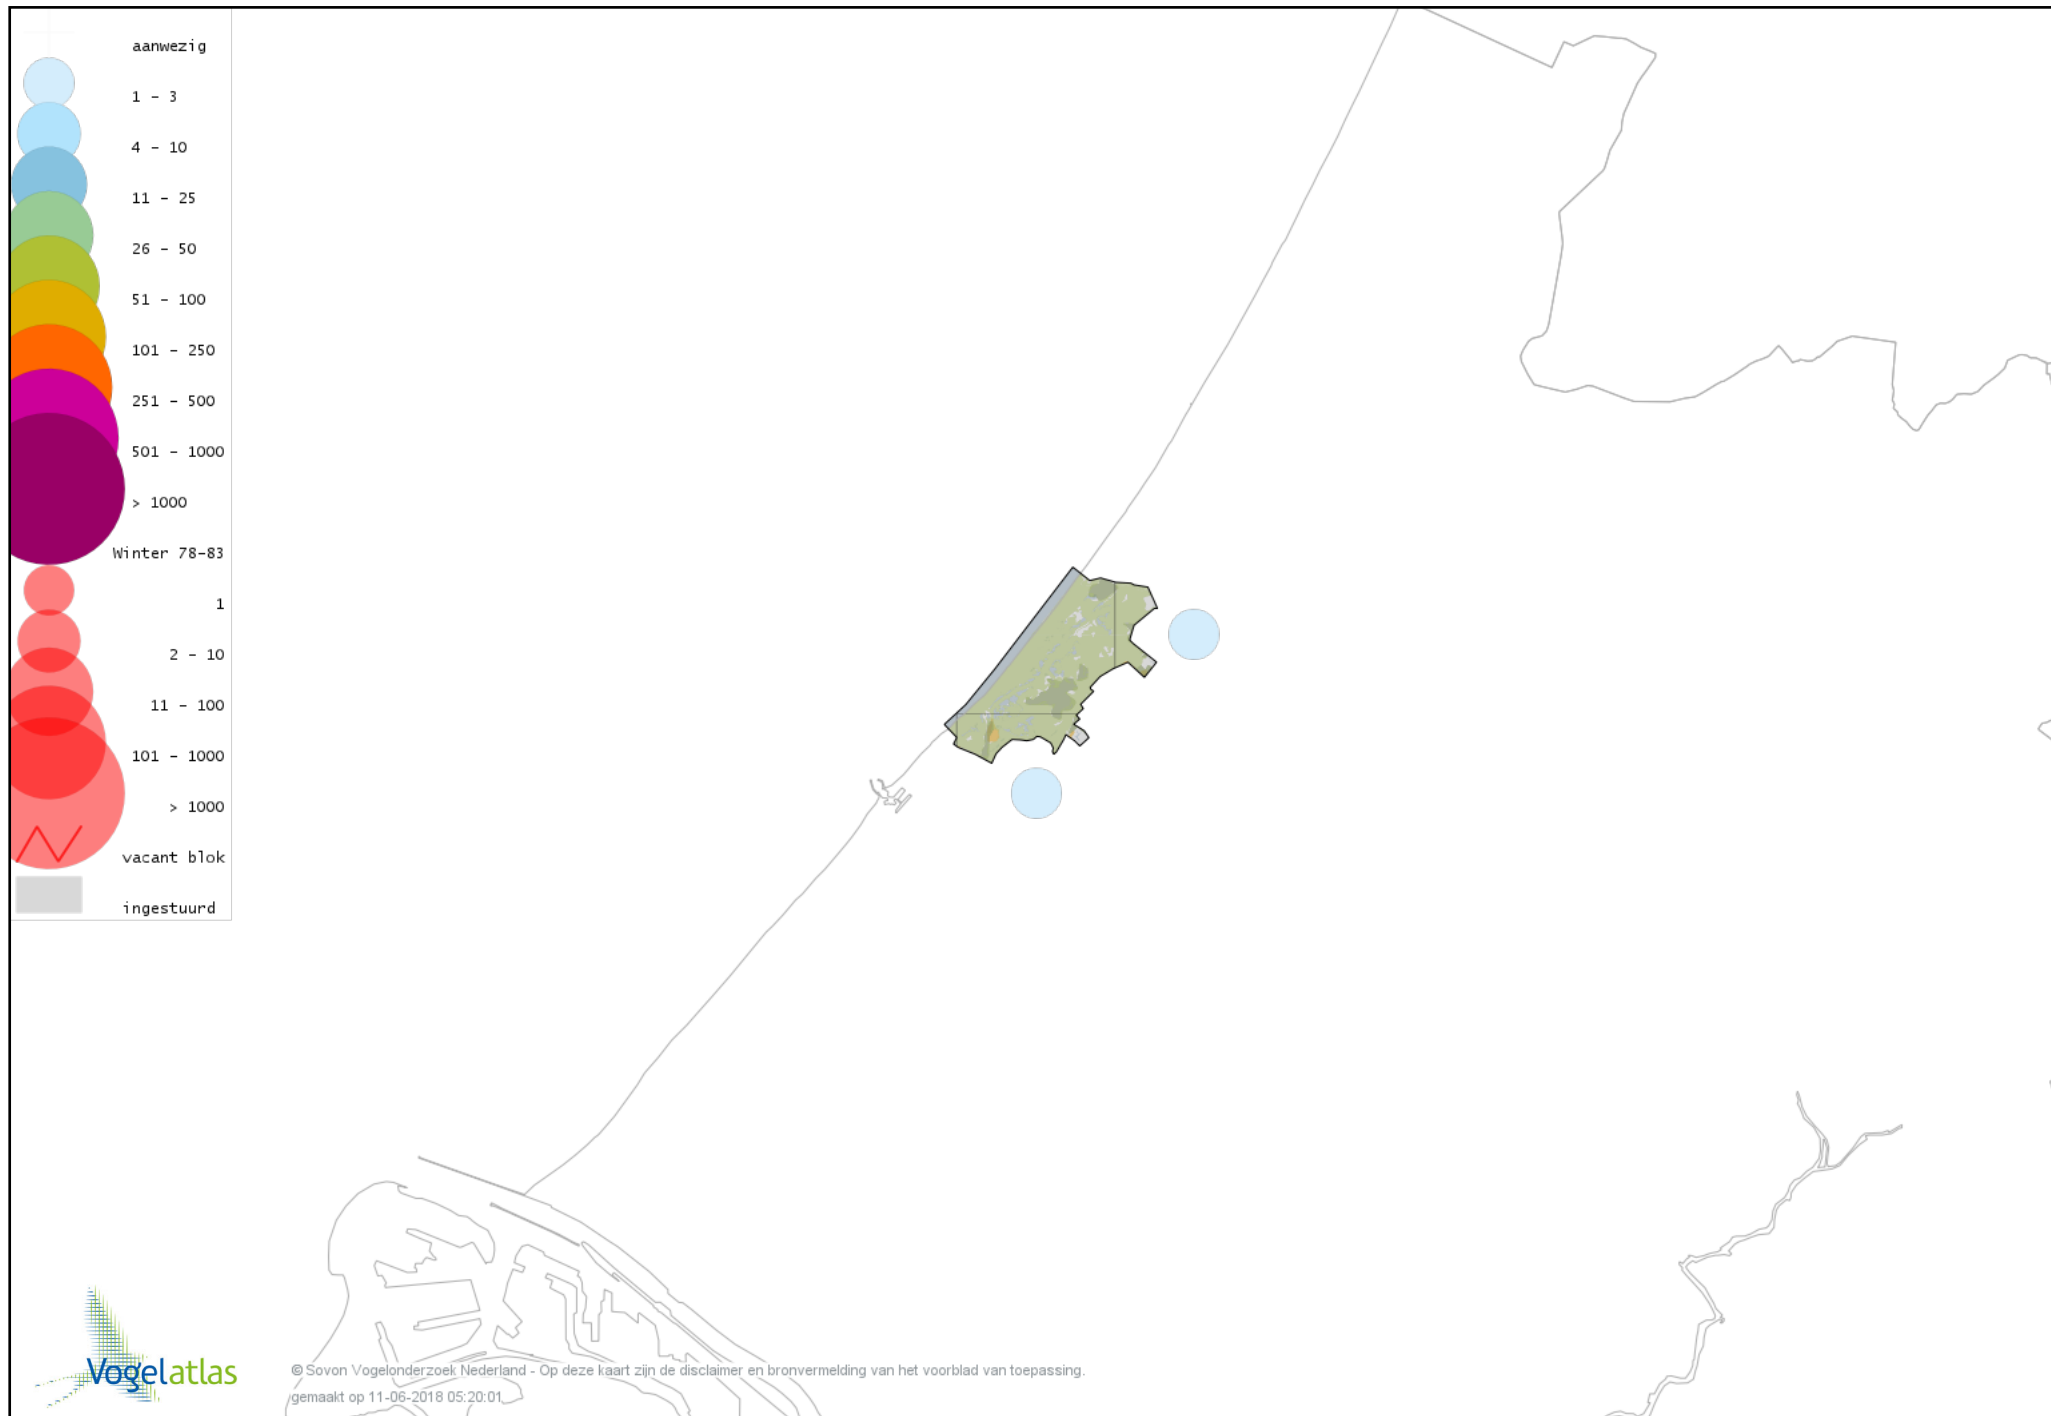 aanwezig
1 - 3
4 - 10
11 - 25
26 - 50
51 - 100
101 - 250
251 - 500
501 - 1000
> 1000
Winter 78-83
1
2 - 10
11 - 100
101 - 1000
> 1000
vacant blok
ingestuurd
Vogelatlas
© Sovon Vogelonderzoek Nederland - Op deze kaart zijn de disclaimer en bronvermelding van het voorblad van toepassing.
gemaakt op 11-06-2018 05:20:01